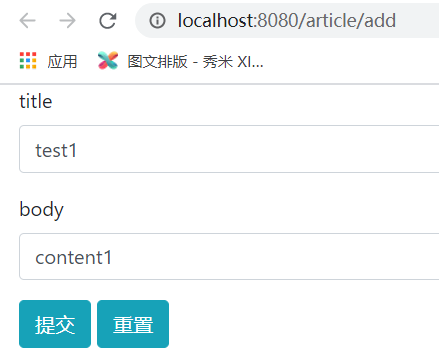 localhost:8080/article/add
应用 图文排版 - 秀米 XI...
title
test1
body
content1
提交 重置